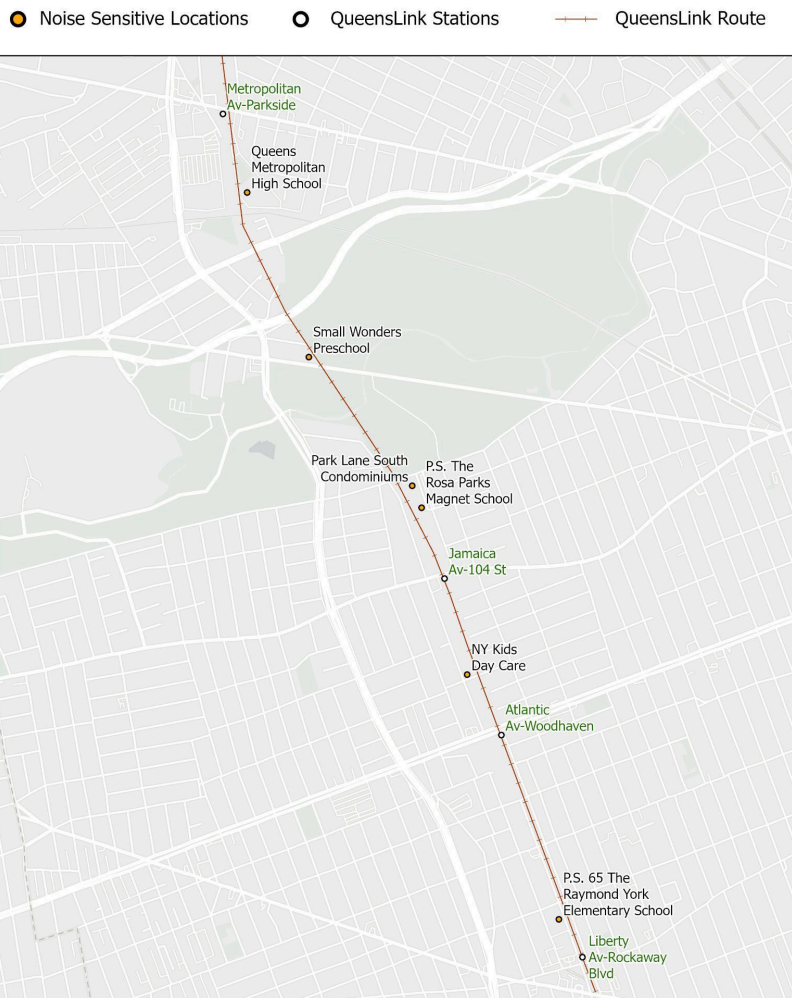 Noise Sensitive Locations
QueensLink Stations
QueensLink Route
Metropolitan
Av-Parkside
Queens
Metropolitan
High School
Small Wonders
Preschool
Park Lane South
Condominiums
P.S. The
Rosa Parks
Magnet School
Jamaica
Av-104 St
NY Kids
Day Care
Atlantic
Av-Woodhaven
P.S. 65 The
Raymond York
Elementary School
Liberty
Av-Rockaway
Blvd